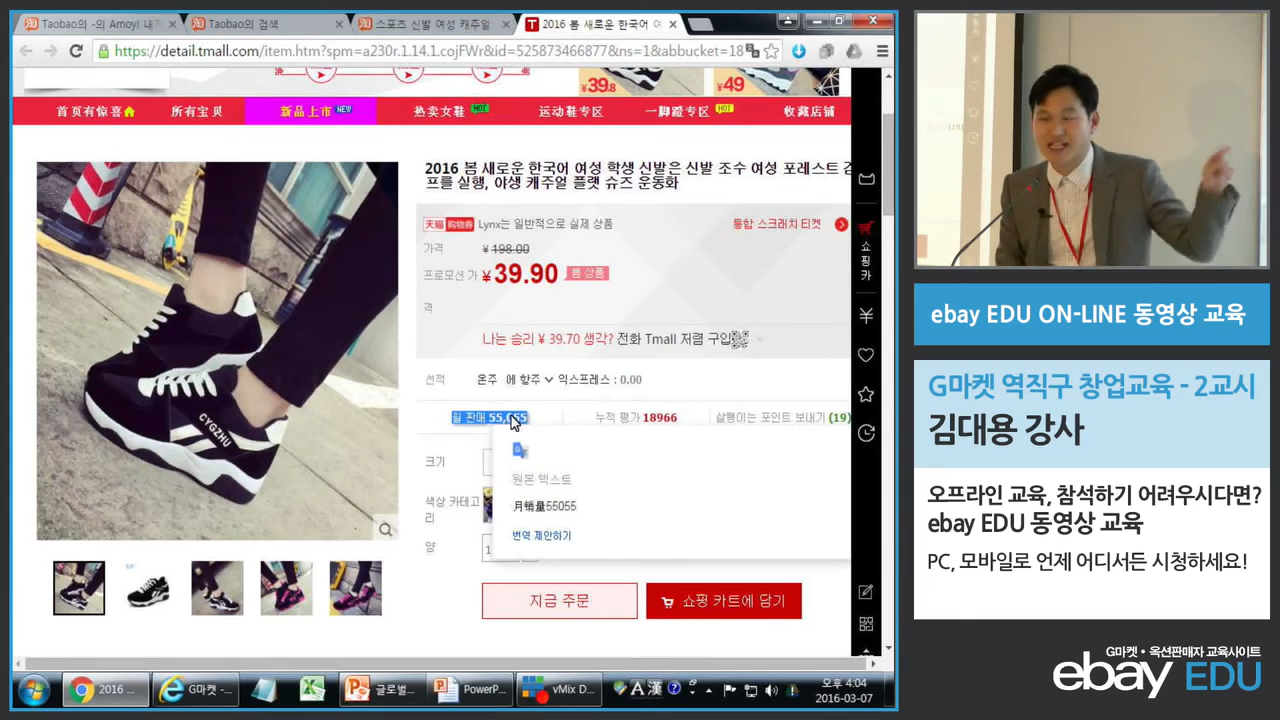 Taobao의 -의 Amoy! 내가
Taobao의 검색
스포츠 신발 여성 캐주얼
2016 봄 새로운 한국어 여
https://detail.tmall.com/item.htm?spm=a230r.1.14.1.cojFWr&id=525873466877&ns=1&abbucket=18
¥39.8
¥49
首页有惊喜
所有宝贝
新品上市 NEW
热卖女鞋 HOT
运动鞋专区
一脚蹬专区 HOT
收藏店铺
2016 봄 새로운 한국어 여성 학생 신발은 신발 조수 여성 포레스트 검
프를 실행, 야생 캐주얼 플랫 슈즈 운동화
天猫 购物券 Lynx는 일반적으로 실제 상품
통합 스크래치 티켓
가격
¥ 198.00
프로모션 가
격
¥ 39.90 봄 상품
나는 승리 ¥ 39.70 생각? 전화 Tmall 저렴 구입
선적
온주 에 항주 익스프레스 : 0.00
월 판매 55,055
누적 평가 18966
살쾡이는 포인트 보내기 (19)
크기
원본 텍스트
月销量55055
번역 제안하기
색상 카테고
리
양
1
지금 주문
쇼핑 카트에 담기
쇼핑카
CYGZHU
2016 ...
G마켓 -...
글로벌...
PowerP...
vMix D...
A 漢
오후 4:04
2016-03-07
ebay EDU ON-LINE 동영상 교육
G마켓 역직구 창업교육 - 2교시
김대용 강사
오프라인 교육, 참석하기 어려우시다면?
ebay EDU 동영상 교육
PC, 모바일로 언제 어디서든 시청하세요!
G마켓 • 옥션판매자 교육사이트
ebay EDU